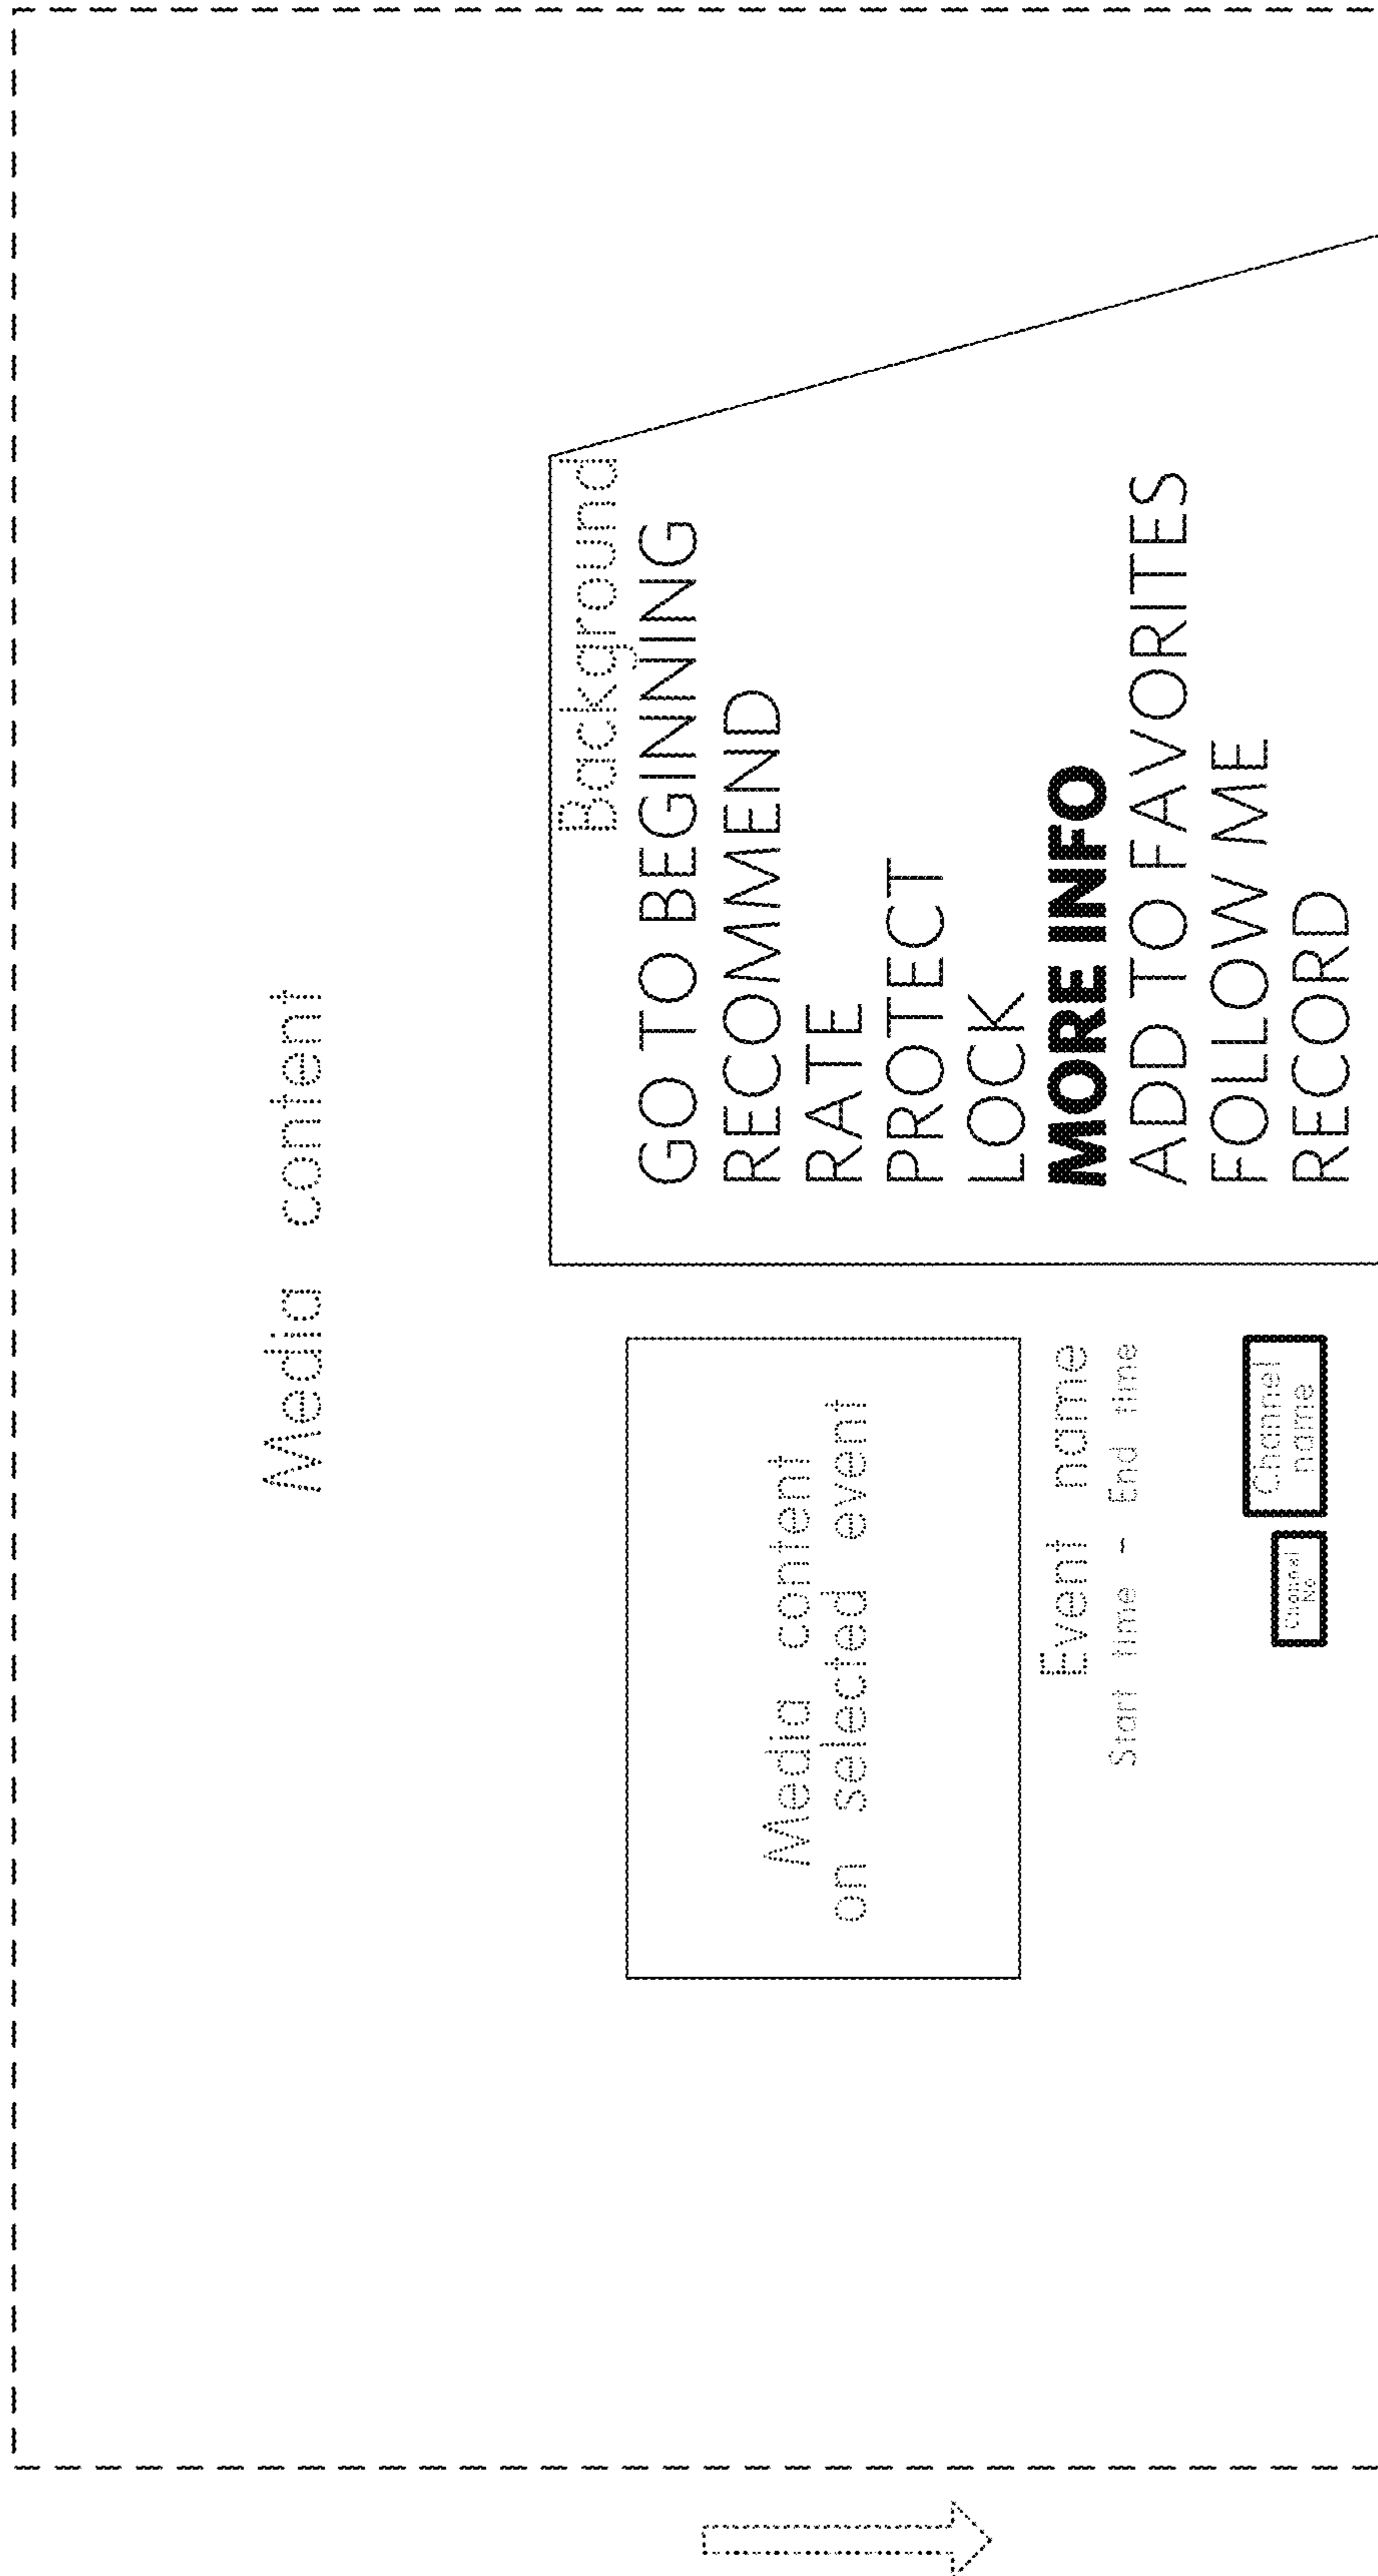 Media content
Background
GO TO BEGINNING
RECOMMEND
RATE
PROTECT
LOCK
MORE INFO
ADD TO FAVORITES
FOLLOW ME
RECORD
Media content
on selected event
Event name
Start time - End time
Channel
No
Channel
name